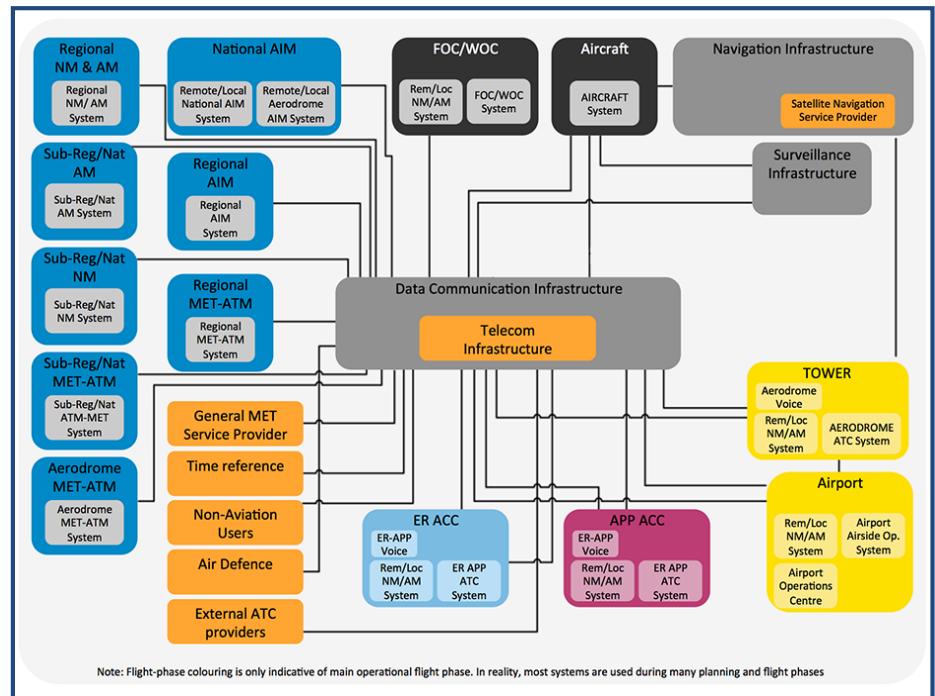 Regional
NM & AM
Regional
NM/ AM
System
National AIM
Remote/Local
National AIM
System
Remote/Local
Aerodrome
AIM System
FOC/WOC
Rem/Loc
NM/AM
System
FOC/WOC
System
Aircraft
AIRCRAFT
System
Navigation Infrastructure
Satellite Navigation
Service Provider
Sub-Reg/Nat
AM
Sub-Reg/Nat
AM System
Regional
AIM
Regional
AIM
System
Surveillance
Infrastructure
Sub-Reg/Nat
NM
Sub-Reg/Nat
NM System
Regional
MET-ATM
Regional
MET-ATM
System
Data Communication Infrastructure
Telecom
Infrastructure
Sub-Reg/Nat
MET-ATM
Sub-Reg/Nat
ATM-MET
System
General MET
Service Provider
TOWER
Aerodrome
Voice
Rem/Loc
NM/AM
System
AERODROME
ATC System
Aerodrome
MET-ATM
Aerodrome
MET-ATM
System
Time reference
Non-Aviation
Users
Air Defence
External ATC
providers
ER ACC
ER-APP
Voice
Rem/Loc
NM/AM
System
ER APP
ATC
System
APP ACC
ER-APP
Voice
Rem/Loc
NM/AM
System
ER APP
ATC
System
Airport
Rem/Loc
NM/AM
System
Airport
Airside Op.
System
Airport
Operations
Centre
Note: Flight-phase colouring is only indicative of main operational flight phase. In reality, most systems are used during many planning and flight phases